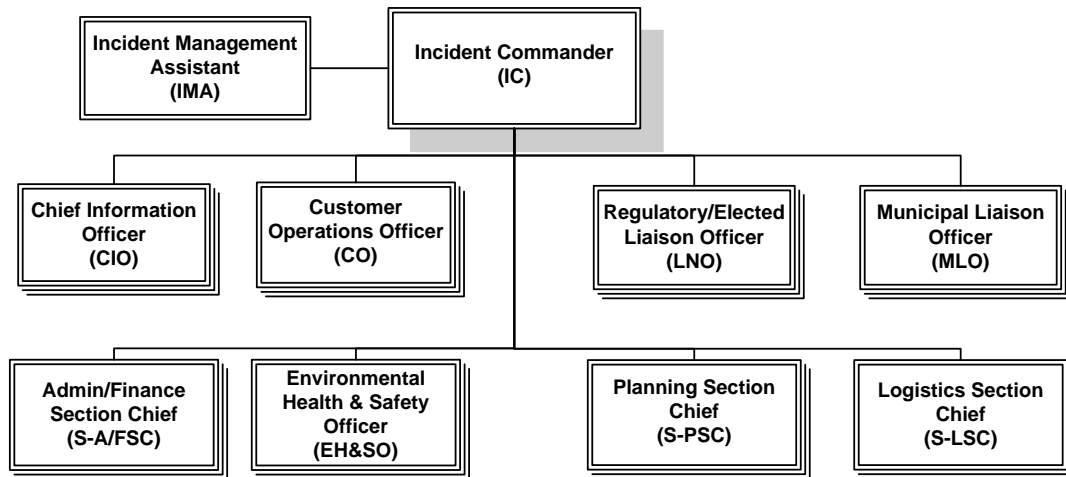 Incident Management
Assistant
(IMA)
Incident Commander
(IC)
Chief Information
Officer
(CIO)
Customer
Operations Officer
(CO)
Regulatory/Elected
Liaison Officer
(LNO)
Municipal Liaison
Officer
(MLO)
Admin/Finance
Section Chief
(S-A/FSC)
Environmental
Health & Safety
Officer
(EH&SO)
Planning Section
Chief
(S-PSC)
Logistics Section
Chief
(S-LSC)